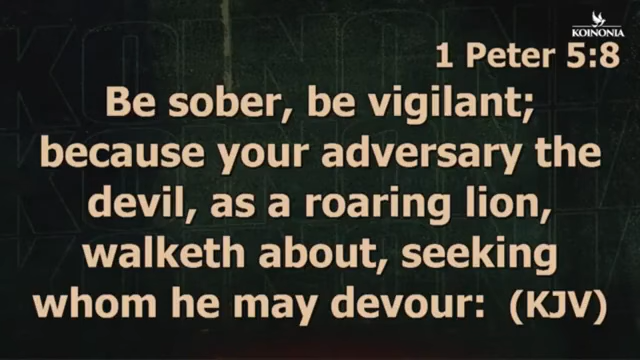 KOINONIA
1 Peter 5:8
Be sober, be vigilant;
because your adversary the
devil, as a roaring lion,
walketh about, seeking
whom he may devour: (KJV)